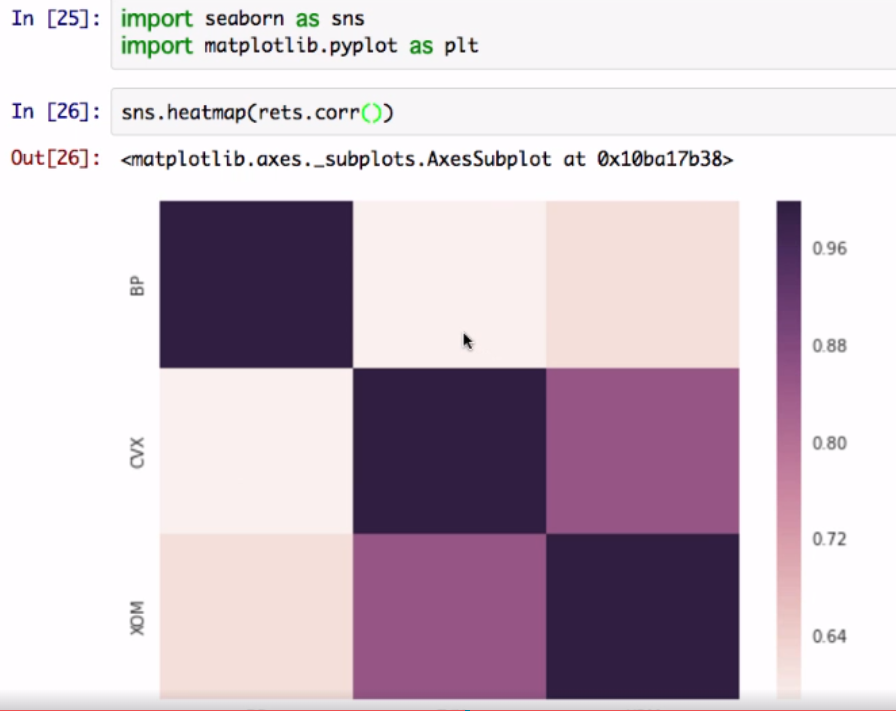 In [25]: import seaborn as sns
import matplotlib.pyplot as plt
In [26]: sns.heatmap(rets.corr())
Out[26]: <matplotlib.axes._subplots.AxesSubplot at 0x10ba17b38>
BP
CVX
XOM
0.96
0.88
0.80
0.72
0.64